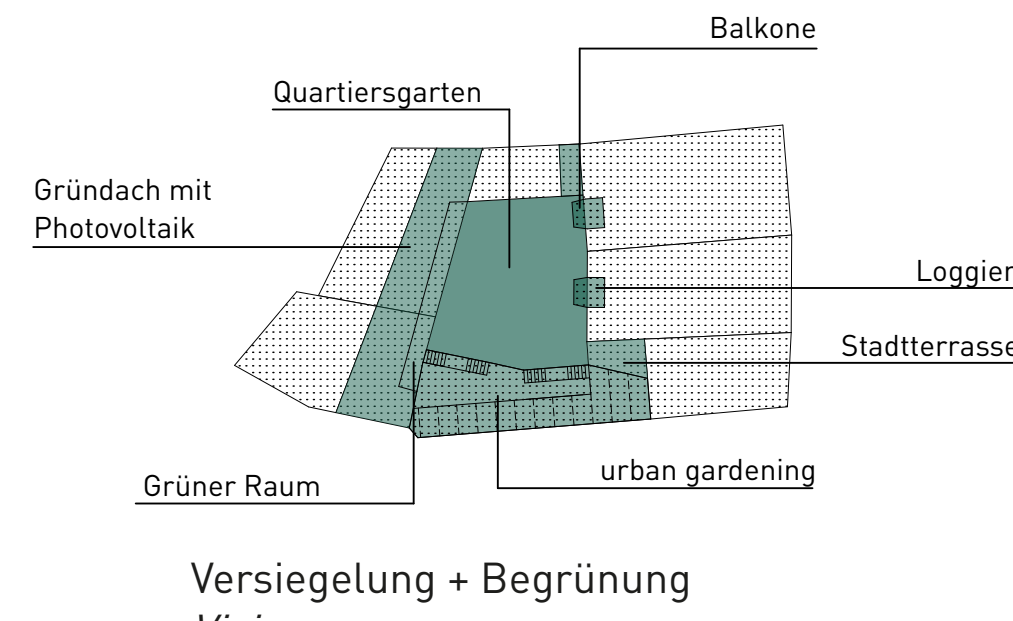 Balkone
Quartiersgarten
Gründach mit
Photovoltaik
Loggien
Stadtterrasse
urban gardening
Grüner Raum
Versiegelung + Begrünung